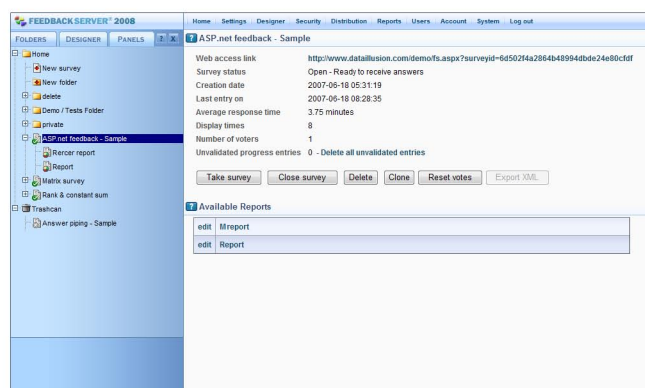 FEEDBACK SERVER® 2008
Home Settings Designer Security Distribution Reports Users Account System Log out
FOLDERS DESIGNER PANELS ? X
Home
New survey
New folder
delete
Demo / Tests Folder
private
ASP.net feedback - Sample
Rercer report
Report
Matrix survey
Rank & constant sum
Trashcan
Answer piping - Sample
? ASP.net feedback - Sample
Web access link http://www.dataillusion.com/demo/fs.aspx?surveyid=6d502f4a2864b48994dbde24e80cfdf
Survey status Open - Ready to receive answers
Creation date 2007-06-18 05:31:19
Last entry on 2007-06-18 08:28:35
Average response time 3.75 minutes
Display times 8
Number of voters 1
Unvalidated progress entries 0 - Delete all unvalidated entries
Take survey Close survey Delete Clone Reset votes Export XML
? Available Reports
edit Mreport
edit Report